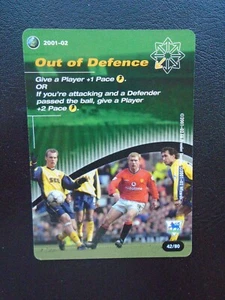 2001-02
Out of Defence
Give a Player +1 Pace
OR
If you're attacking and a Defender
passed the ball, give a Player
+2 Pace
42/80